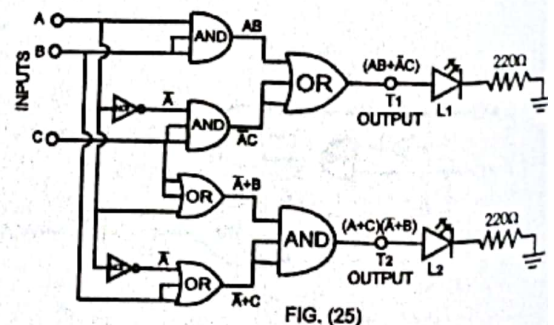 A
AB
B
AND
INPUTS
Ā
OR
(AB+ĀC)
T1
OUTPUT
L1
220Ω
C
AND
ĀC
OR
Ā+B
AND
(A+C)(Ā+B)
T2
OUTPUT
L2
220Ω
Ā
OR
Ā+C
FIG. (25)